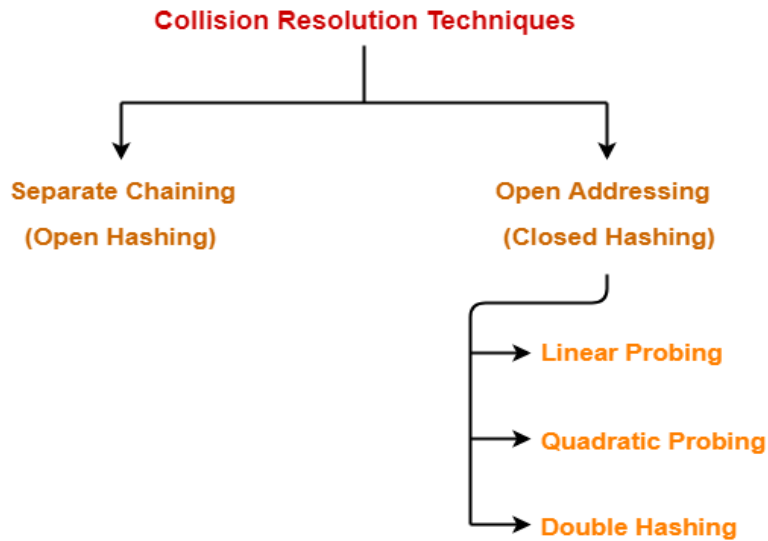 Collision Resolution Techniques
Separate Chaining
(Open Hashing)
Open Addressing
(Closed Hashing)
Linear Probing
Quadratic Probing
Double Hashing